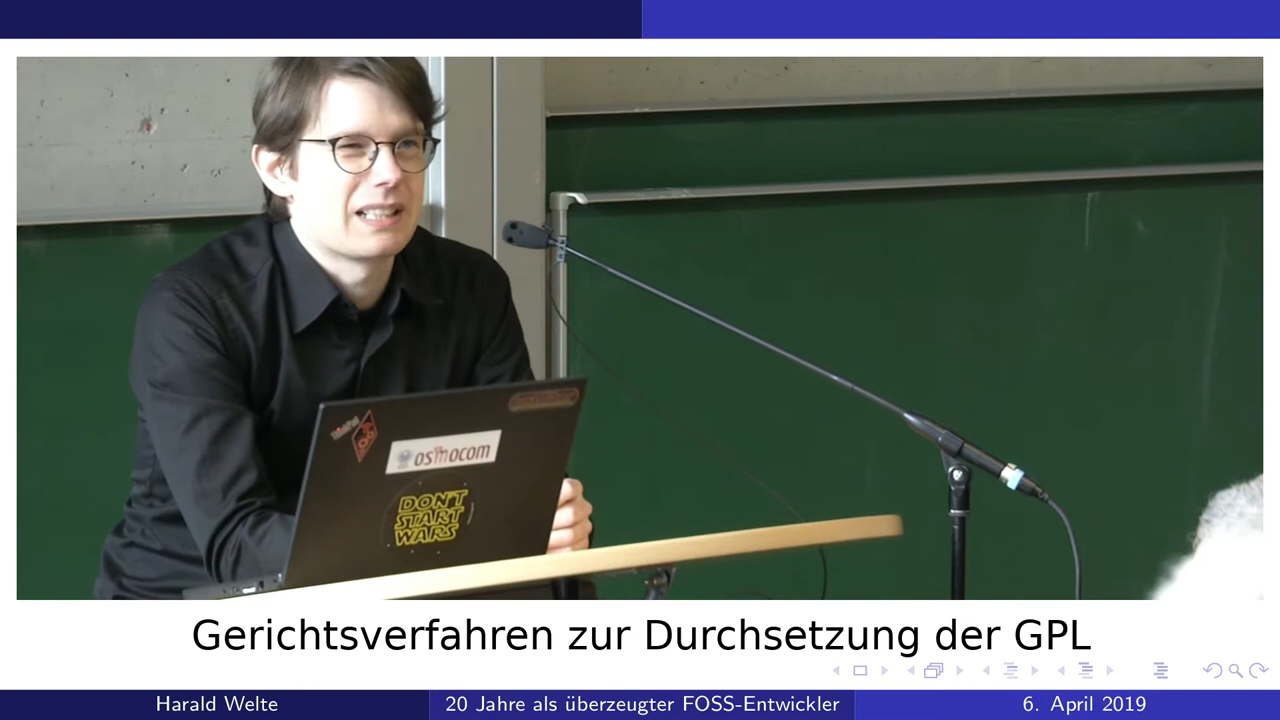 osmocom
DON'T
START
WARS
Gerichtsverfahren zur Durchsetzung der GPL
Harald Welte
20 Jahre als überzeugter FOSS-Entwickler
6. April 2019